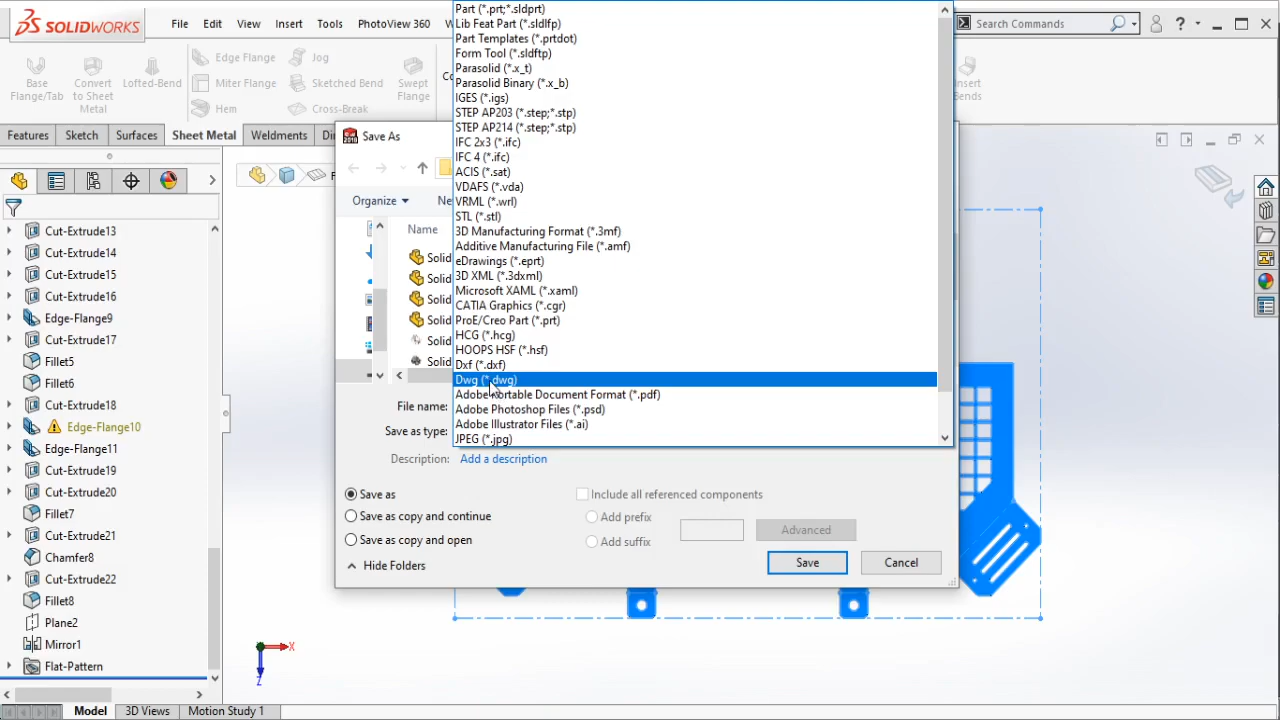 SOLIDWORKS
File Edit View Insert Tools PhotoView 360
Search Commands
Base Flange/Tab
Convert to Sheet Metal
Lofted-Bend
Edge Flange
Miter Flange
Hem
Jog
Sketched Bend
Cross-Break
Swept Flange
Insert Bends
Features Sketch Surfaces Sheet Metal Weldments
Cut-Extrude13
Cut-Extrude14
Cut-Extrude15
Cut-Extrude16
Edge-Flange9
Cut-Extrude17
Fillet5
Fillet6
Cut-Extrude18
Edge-Flange10
Edge-Flange11
Cut-Extrude19
Cut-Extrude20
Fillet7
Cut-Extrude21
Chamfer8
Cut-Extrude22
Fillet8
Plane2
Mirror1
Flat-Pattern
Save As
Organize
Name
Solid
Solid
Solid
Solid
Solid
Solid
Part (*.prt;*.sldprt)
Lib Feat Part (*.sldlfp)
Part Templates (*.prtdot)
Form Tool (*.sldftp)
Parasolid (*.x_t)
Parasolid Binary (*.x_b)
IGES (*.igs)
STEP AP203 (*.step;*.stp)
STEP AP214 (*.step;*.stp)
IFC 2x3 (*.ifc)
IFC 4 (*.ifc)
ACIS (*.sat)
VDAFS (*.vda)
VRML (*.wrl)
STL (*.stl)
3D Manufacturing Format (*.3mf)
Additive Manufacturing File (*.amf)
eDrawings (*.eprt)
3D XML (*.3dxml)
Microsoft XAML (*.xaml)
CATIA Graphics (*.cgr)
ProE/Creo Part (*.prt)
HCG (*.hcg)
HOOPS HSF (*.hsf)
Dxf (*.dxf)
Dwg (*.dwg)
Adobe Portable Document Format (*.pdf)
Adobe Photoshop Files (*.psd)
Adobe Illustrator Files (*.ai)
JPEG (*.jpg)
File name:
Save as type:
Description: Add a description
Save as
Save as copy and continue
Save as copy and open
Include all referenced components
Add prefix
Add suffix
Advanced
Hide Folders
Save Cancel
X
Z
Model 3D Views Motion Study 1